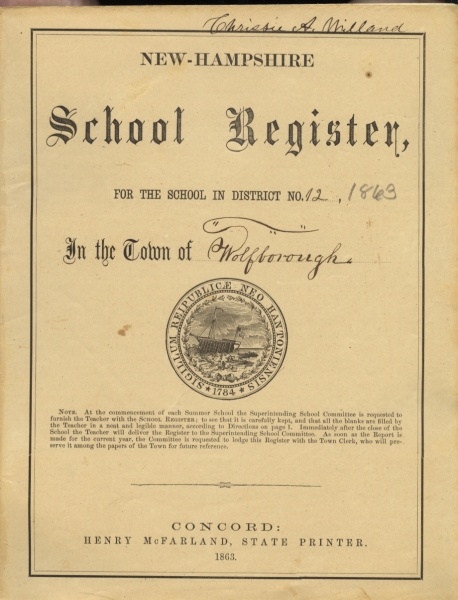 Chrissie A. Willand
NEW-HAMPSHIRE
School Register,
FOR THE SCHOOL IN DISTRICT NO. 12, 1863
In the Town of Wolfborough.
SIGILLUM REIPUBLICÆ NEO HANTONIENSIS
* 1784 *
NOTE. At the commencement of each Summer School the Superintending School Committee is requested to
furnish the Teacher with the SCHOOL REGISTER; to see that it is carefully kept, and that all the blanks are filled by
the Teacher in a neat and legible manner, according to Directions on page 1. Immediately after the close of
the School the Teacher will deliver the Register to the Superintending School Committee. As soon as the Report is
made for the current year, the Committee is requested to lodge this Register with the Town Clerk, who will pre-
serve it among the papers of the Town for future reference.
CONCORD:
HENRY McFARLAND, STATE PRINTER.
1863.